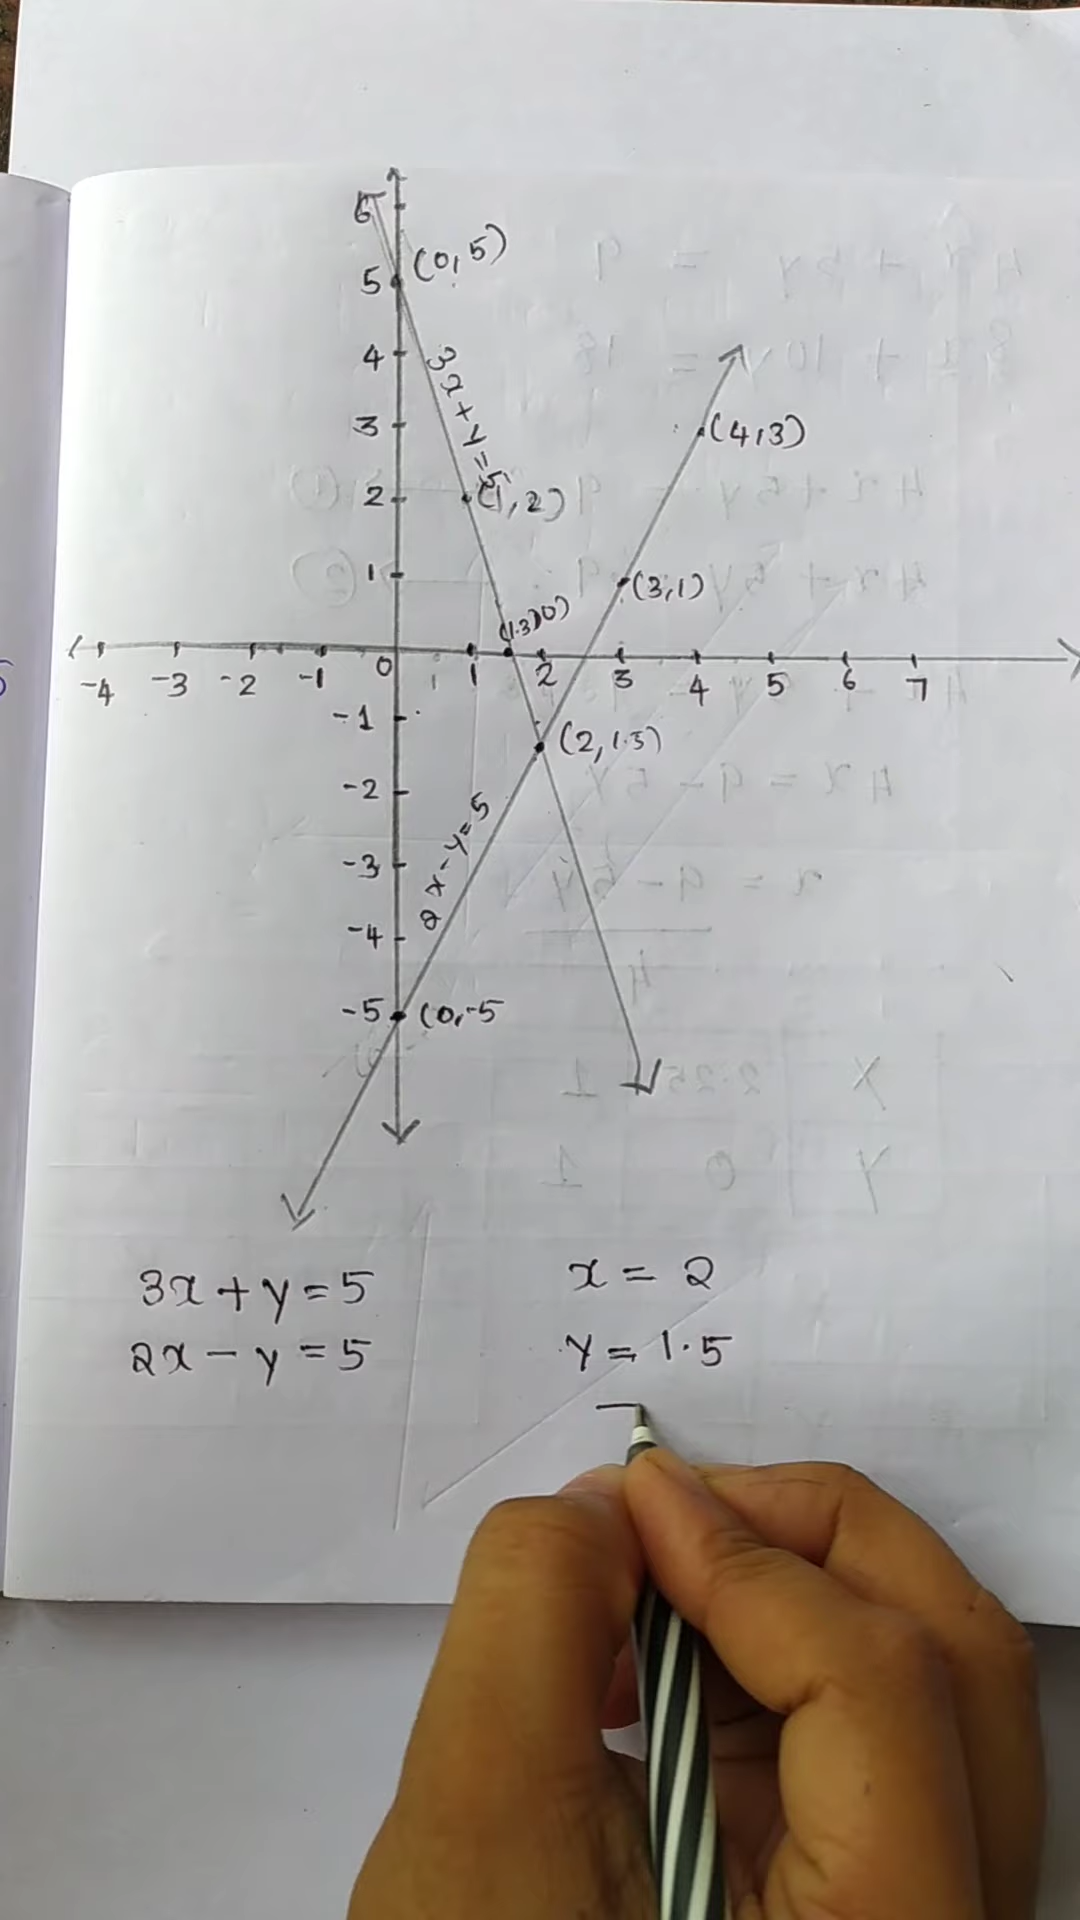 6
(0,5)
5
4
3x+y=5
3
(4,3)
2
(1,2)
1
(3,1)
(1.3,0)
-4 -3 -2 -1 0 1 2 3 4 5 6 7
-1
(2,1.5)
-2
2x-y=5
-3
-4
-5 (0,-5
3x+y=5
2x-y=5
x = 2
y = 1.5